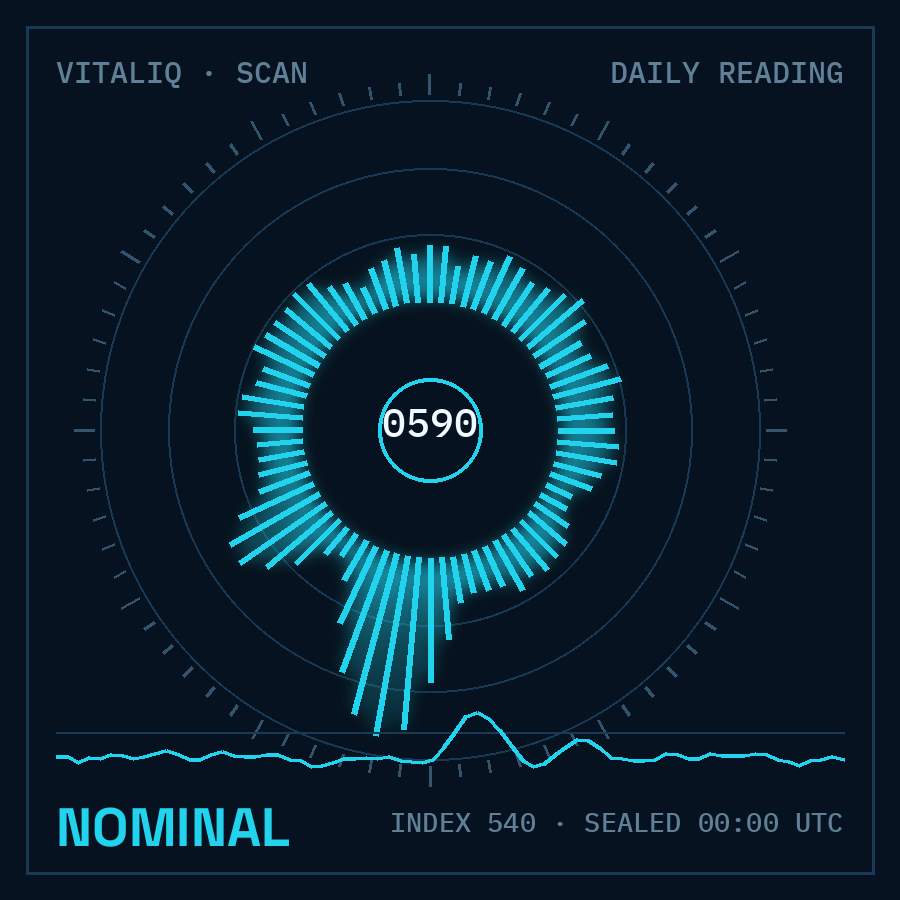 VITALIQ · SCAN
DAILY READING
0590
NOMINAL
INDEX 540 · SEALED 00:00 UTC